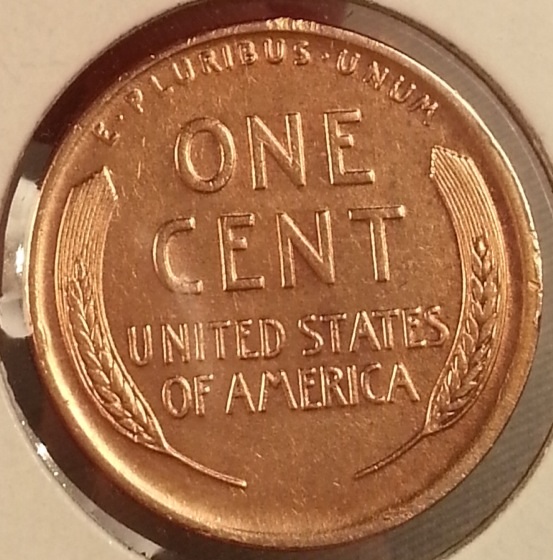 E·PLURIBUS·UNUM
ONE
CENT
UNITED STATES
OF AMERICA